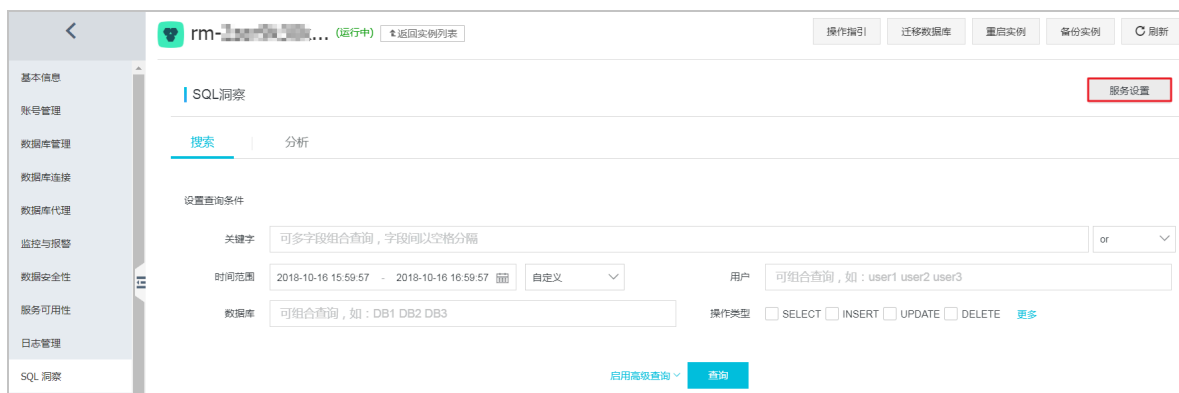 rm- ... (运行中) 返回实例列表 操作指引 迁移数据库 重启实例 备份实例 刷新
基本信息
SQL洞察 服务设置
账号管理
数据库管理
搜索 分析
数据库连接
设置查询条件
数据库代理
监控与报警
关键字 可多字段组合查询，字段间以空格分隔 or
数据安全性
时间范围 2018-10-16 15:59:57 - 2018-10-16 16:59:57 自定义 用户 可组合查询，如：user1 user2 user3
服务可用性
数据库 可组合查询，如：DB1 DB2 DB3 操作类型 SELECT INSERT UPDATE DELETE 更多
日志管理
SQL 洞察
启用高级查询 查询